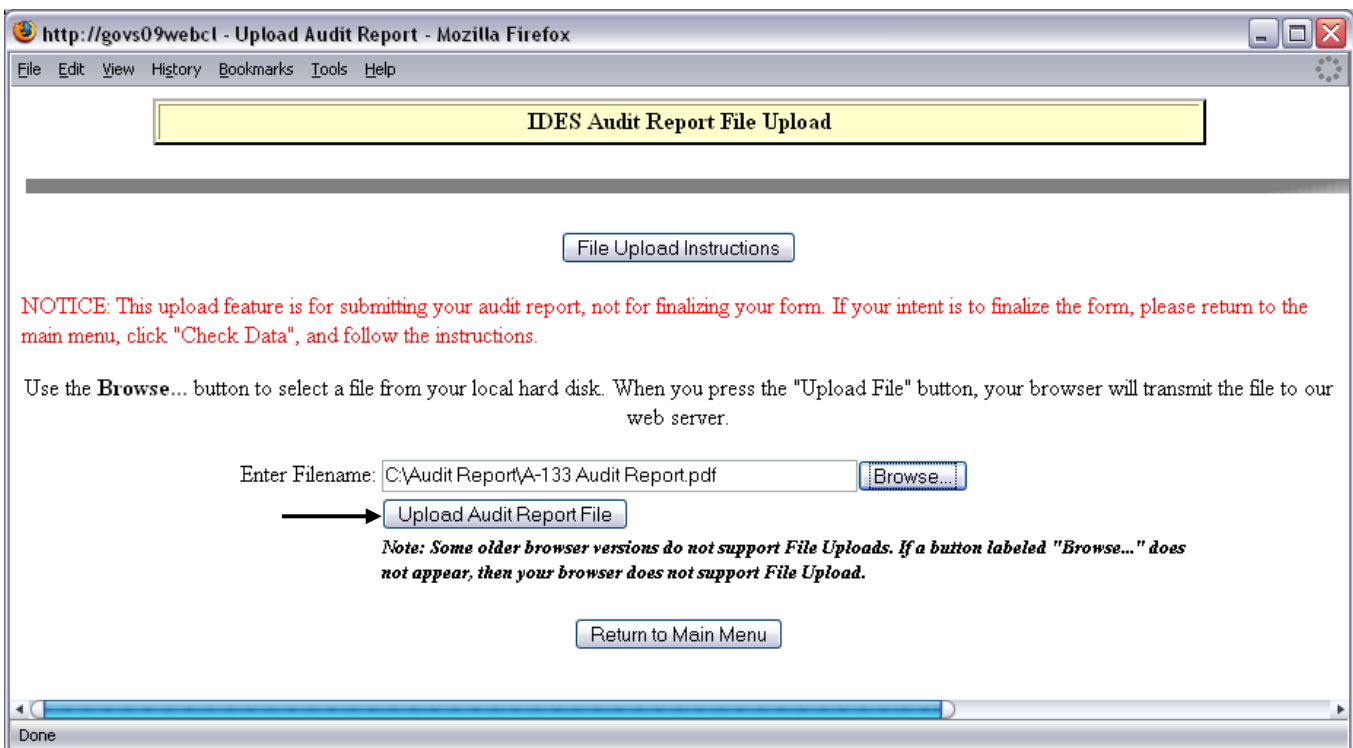 http://govs09webcl - Upload Audit Report - Mozilla Firefox
File Edit View History Bookmarks Tools Help
IDES Audit Report File Upload
File Upload Instructions
NOTICE: This upload feature is for submitting your audit report, not for finalizing your form. If your intent is to finalize the form, please return to the
main menu, click "Check Data", and follow the instructions.
Use the Browse... button to select a file from your local hard disk. When you press the "Upload File" button, your browser will transmit the file to our
web server.
Enter Filename: C:\Audit Report\A-133 Audit Report.pdf Browse...
Upload Audit Report File
Note: Some older browser versions do not support File Uploads. If a button labeled "Browse..." does
not appear, then your browser does not support File Upload.
Return to Main Menu
Done